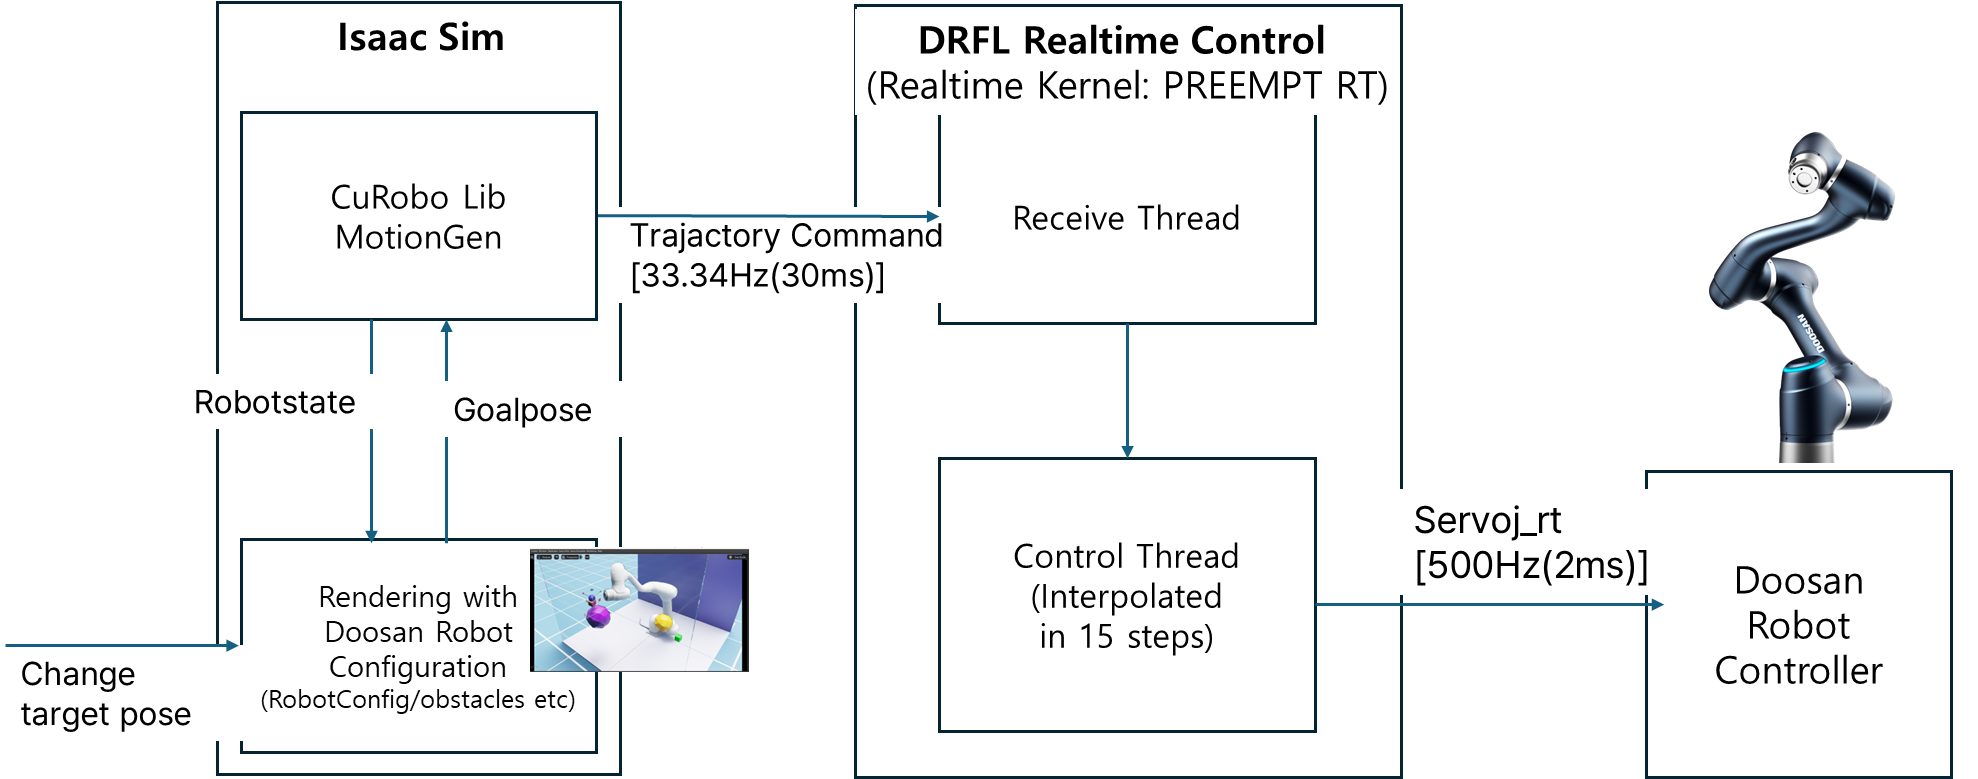 Isaac Sim
CuRobo Lib
MotionGen
Robotstate
Goalpose
Rendering with
Doosan Robot
Configuration
(RobotConfig/obstacles etc)
Change
target pose
Trajactory Command
[33.34Hz(30ms)]
DRFL Realtime Control
(Realtime Kernel: PREEMPT RT)
Receive Thread
Control Thread
(Interpolated
in 15 steps)
Servoj_rt
[500Hz(2ms)]
DOOSAN
Doosan
Robot
Controller